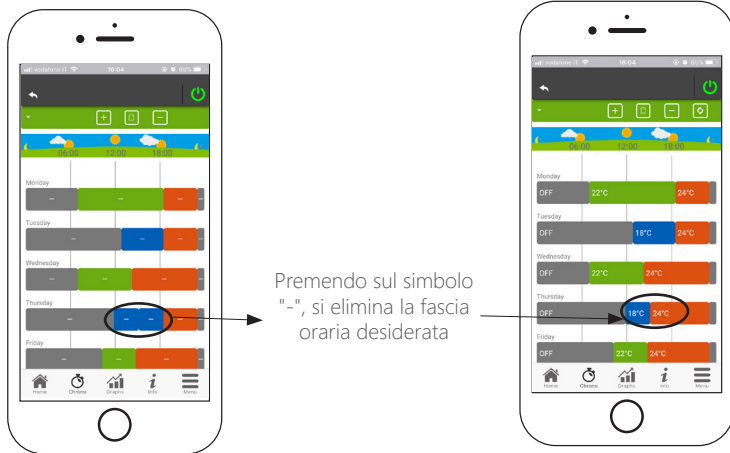 vodafone IT 16:04 60%
+ −
06:00 12:00 18:00
Monday
– – – –
Tuesday
– – – –
Wednesday
– – –
Thursday
– – – – –
Friday
– – –
Home Chrono Graphs Info Menu
Premendo sul simbolo
"-", si elimina la fascia
oraria desiderata
vodafone IT 16:04 60%
+ −
06:00 12:00 18:00
Monday
OFF 22°C 24°C
Tuesday
OFF 18°C 24°C
Wednesday
OFF 22°C 24°C
Thursday
OFF 18°C 24°C
Friday
OFF 22°C 24°C
Home Chrono Graphs Info Menu